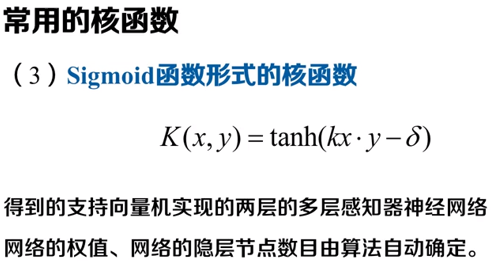 常用的核函数
（3）Sigmoid函数形式的核函数
K(x, y) = tanh(kx · y − δ)
得到的支持向量机实现的两层的多层感知器神经网络
网络的权值、网络的隐层节点数目由算法自动确定。